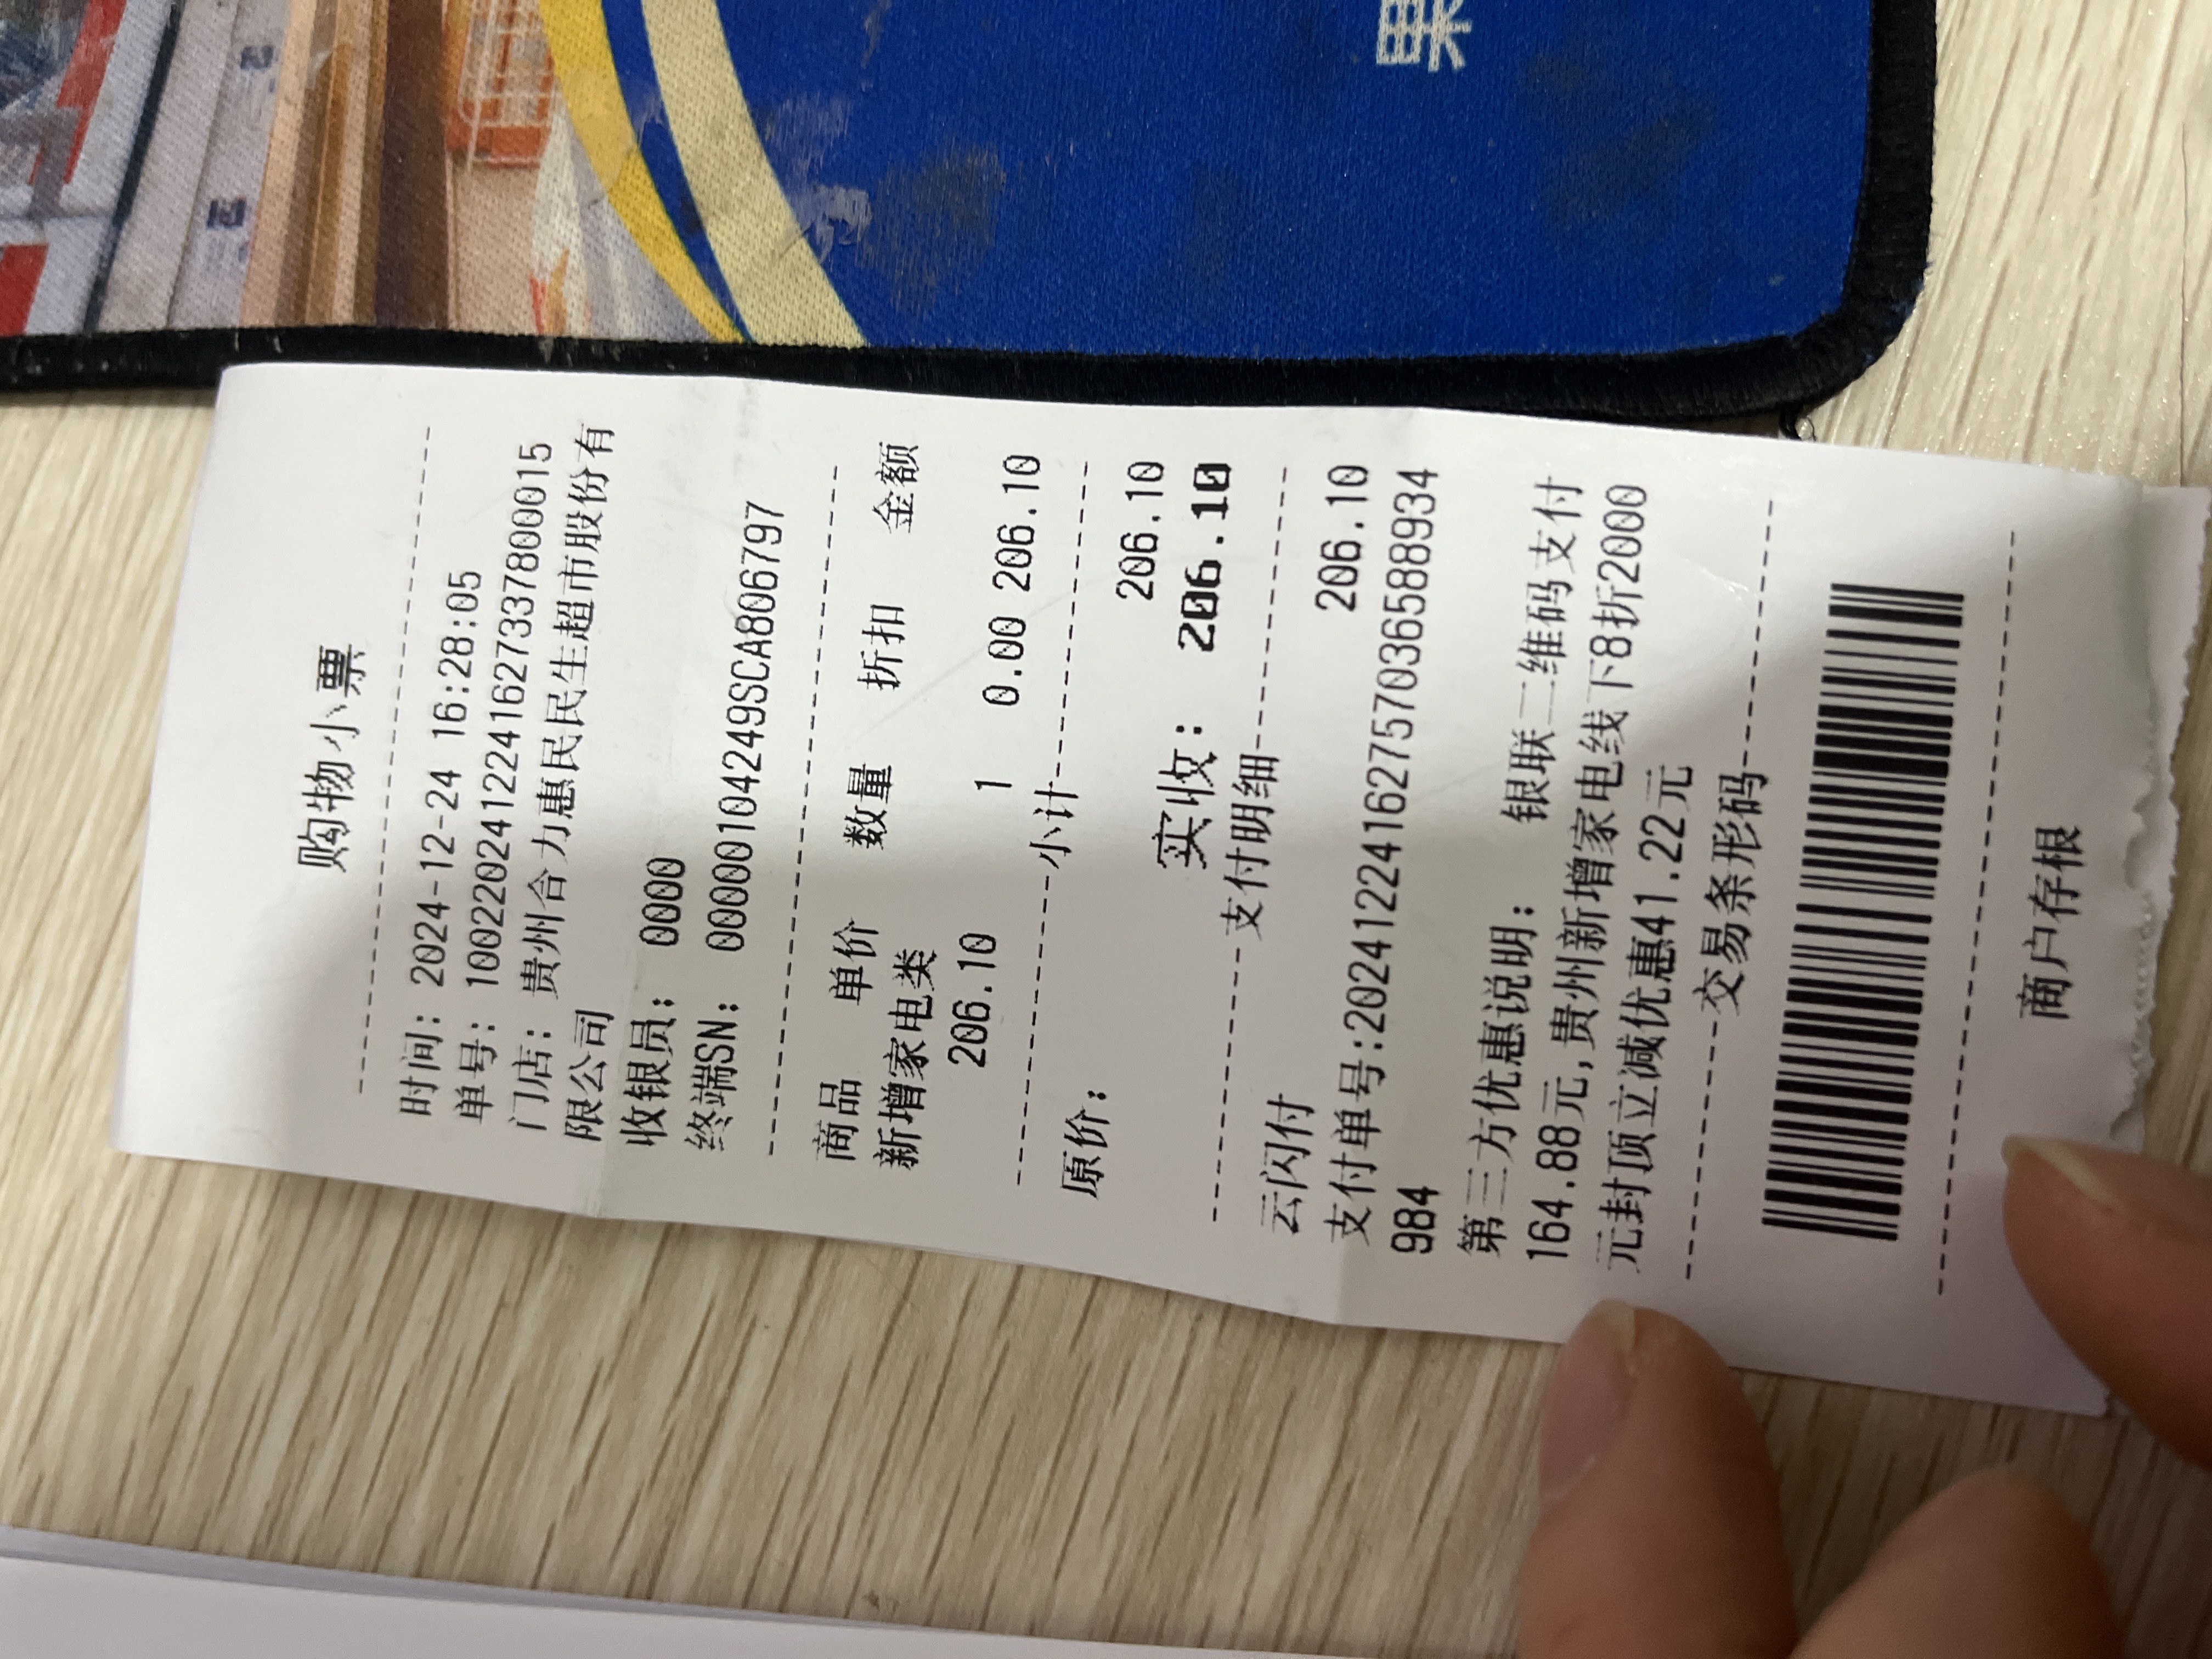 果
购物小票
时间: 2024-12-24 16:28:05
单号: 10022024122416273378000015
门店: 贵州合力惠民民生超市股份有
限公司
收银员: 0000
终端SN: 00000104249SCA806797
商品 单价 数量 折扣 金额
新增家电类
206.10 1 0.00 206.10
小计
原价: 206.10
实收: 206.10
支付明细
云闪付 206.10
支付单号:2024122416275703658893​4
984
第三方优惠说明: 银联二维码支付
164.88元,贵州新增家电线下8折2000
元封顶立减优惠41.22元
交易条形码
商户存根